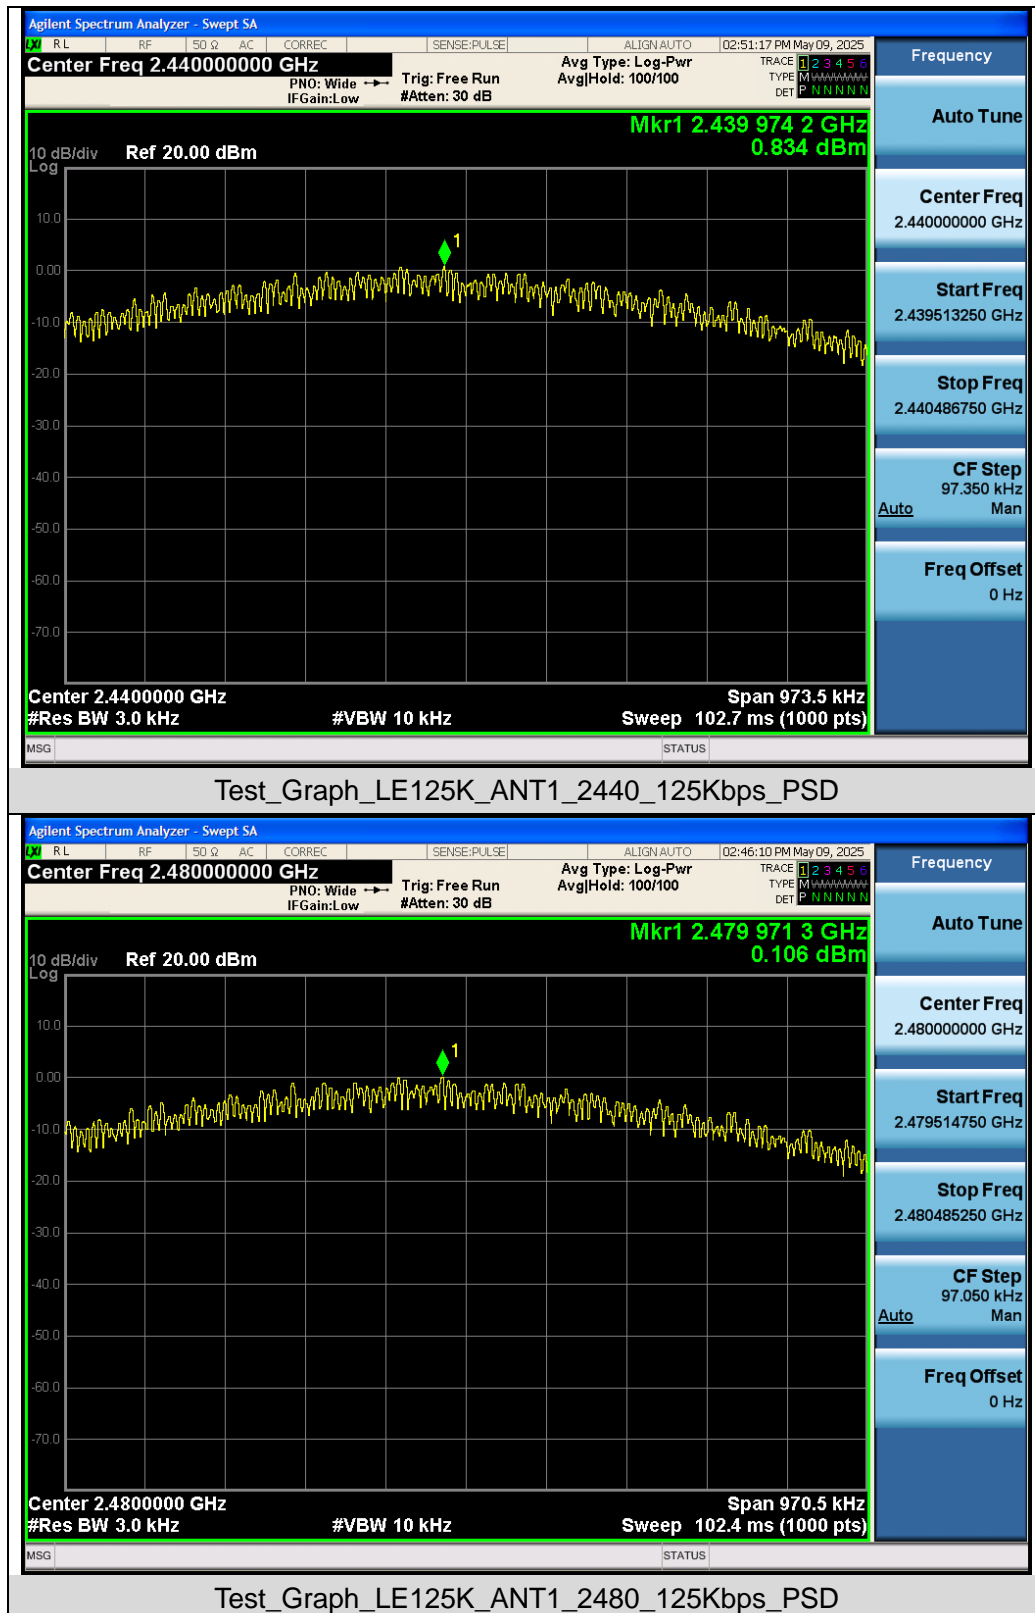 Agilent Spectrum Analyzer - Swept SA
LXI RL RF 50 Ω AC CORREC SENSE:PULSE ALIGN AUTO 02:51:17 PM May 09, 2025
Center Freq 2.440000000 GHz
PNO: Wide
IFGain:Low
Trig: Free Run
#Atten: 30 dB
Avg Type: Log-Pwr
Avg|Hold: 100/100
TRACE 1 2 3 4 5 6
TYPE M WWWWW
DET P N N N N N
Mkr1 2.439 974 2 GHz
0.834 dBm
10 dB/div Ref 20.00 dBm
Log
1
10.0
0.00
-10.0
-20.0
-30.0
-40.0
-50.0
-60.0
-70.0
Center 2.4400000 GHz Span 973.5 kHz
#Res BW 3.0 kHz #VBW 10 kHz Sweep 102.7 ms (1000 pts)
MSG STATUS
Frequency
Auto Tune
Center Freq
2.440000000 GHz
Start Freq
2.439513250 GHz
Stop Freq
2.440486750 GHz
CF Step
97.350 kHz
Auto Man
Freq Offset
0 Hz
Test_Graph_LE125K_ANT1_2440_125Kbps_PSD
Agilent Spectrum Analyzer - Swept SA
LXI RL RF 50 Ω AC CORREC SENSE:PULSE ALIGN AUTO 02:46:10 PM May 09, 2025
Center Freq 2.480000000 GHz
PNO: Wide
IFGain:Low
Trig: Free Run
#Atten: 30 dB
Avg Type: Log-Pwr
Avg|Hold: 100/100
TRACE 1 2 3 4 5 6
TYPE M WWWWW
DET P N N N N N
Mkr1 2.479 971 3 GHz
0.106 dBm
10 dB/div Ref 20.00 dBm
Log
1
10.0
0.00
-10.0
-20.0
-30.0
-40.0
-50.0
-60.0
-70.0
Center 2.4800000 GHz Span 970.5 kHz
#Res BW 3.0 kHz #VBW 10 kHz Sweep 102.4 ms (1000 pts)
MSG STATUS
Frequency
Auto Tune
Center Freq
2.480000000 GHz
Start Freq
2.479514750 GHz
Stop Freq
2.480485250 GHz
CF Step
97.050 kHz
Auto Man
Freq Offset
0 Hz
Test_Graph_LE125K_ANT1_2480_125Kbps_PSD